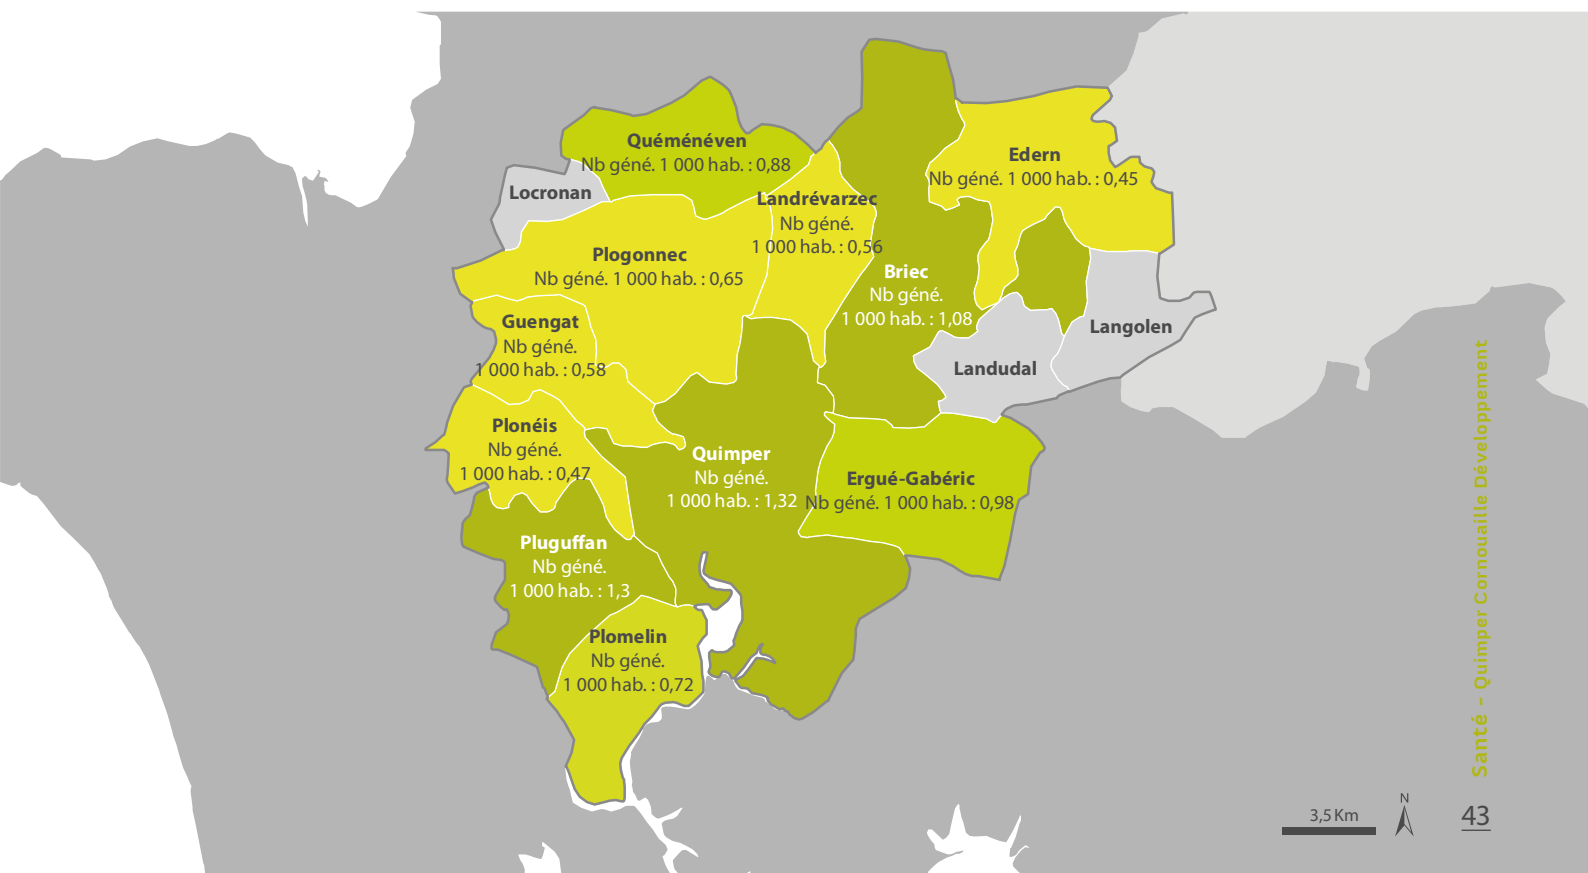 Quéménéven
Nb géné. 1 000 hab. : 0,88
Edern
Nb géné. 1 000 hab. : 0,45
Locronan
Landrévarzec
Nb géné.
1 000 hab. : 0,56
Plogonnec
Nb géné. 1 000 hab. : 0,65
Briec
Nb géné.
1 000 hab. : 1,08
Guengat
Nb géné.
1 000 hab. : 0,58
Langolen
Landudal
Plonéis
Nb géné.
1 000 hab. : 0,47
Quimper
Nb géné.
1 000 hab. : 1,32
Ergué-Gabéric
Nb géné. 1 000 hab. : 0,98
Pluguffan
Nb géné.
1 000 hab. : 1,3
Plomelin
Nb géné.
1 000 hab. : 0,72
Santé - Quimper Cornouaille Développement
3,5 Km
N
43